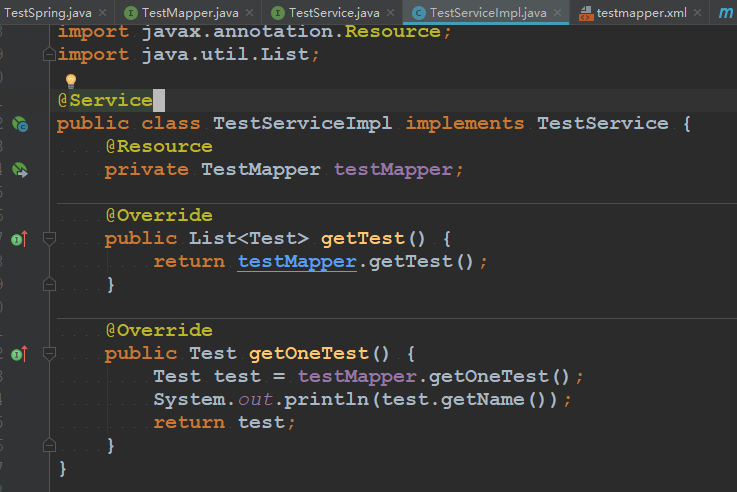 TestSpring.java TestMapper.java TestService.java TestServiceImpl.java testmapper.xml m
import javax.annotation.Resource;
import java.util.List;
@Service
public class TestServiceImpl implements TestService {
@Resource
private TestMapper testMapper;
@Override
public List<Test> getTest() {
return testMapper.getTest();
}
@Override
public Test getOneTest() {
Test test = testMapper.getOneTest();
System.out.println(test.getName());
return test;
}
}